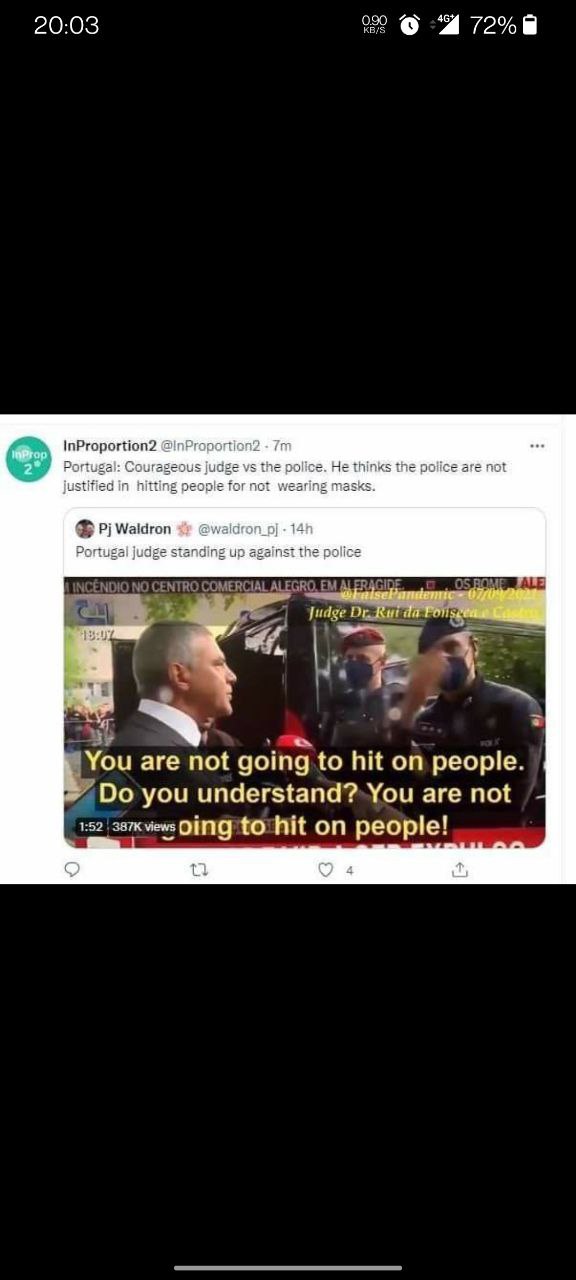 20:03
0.90
KB/S
4G+
72%
InProp
2
InProportion2 @InProportion2 · 7m
Portugal: Courageous judge vs the police. He thinks the police are not
justified in hitting people for not wearing masks.
Pj Waldron @waldron_pj · 14h
Portugal judge standing up against the police
INCÊNDIO NO CENTRO COMERCIAL ALEGRO, EM ALFRAGIDE
@FalsePandemic - 07/09/2021
Judge Dr. Rui da Fonseca e Castro
18:07
You are not going to hit on people.
Do you understand? You are not
going to hit on people!
1:52 387K views
4